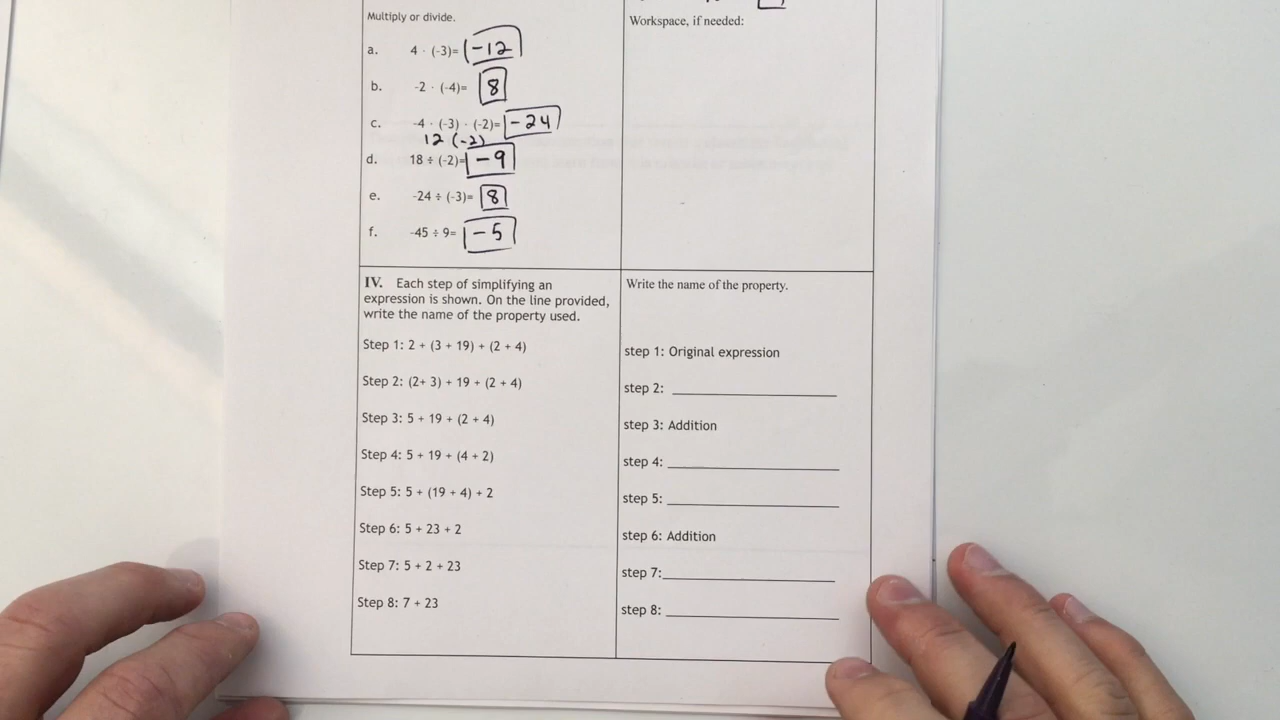 Multiply or divide.
a. 4 · (-3)= -12
b. -2 · (-4)= 8
c. -4 · (-3) · (-2)= -24
12 (-2)
d. 18 ÷ (-2)= -9
e. -24 ÷ (-3)= 8
f. -45 ÷ 9= -5
Workspace, if needed:
IV. Each step of simplifying an
expression is shown. On the line provided,
write the name of the property used.
Step 1: 2 + (3 + 19) + (2 + 4)
Step 2: (2+ 3) + 19 + (2 + 4)
Step 3: 5 + 19 + (2 + 4)
Step 4: 5 + 19 + (4 + 2)
Step 5: 5 + (19 + 4) + 2
Step 6: 5 + 23 + 2
Step 7: 5 + 2 + 23
Step 8: 7 + 23
Write the name of the property.
step 1: Original expression
step 2:
step 3: Addition
step 4:
step 5:
step 6: Addition
step 7:
step 8: